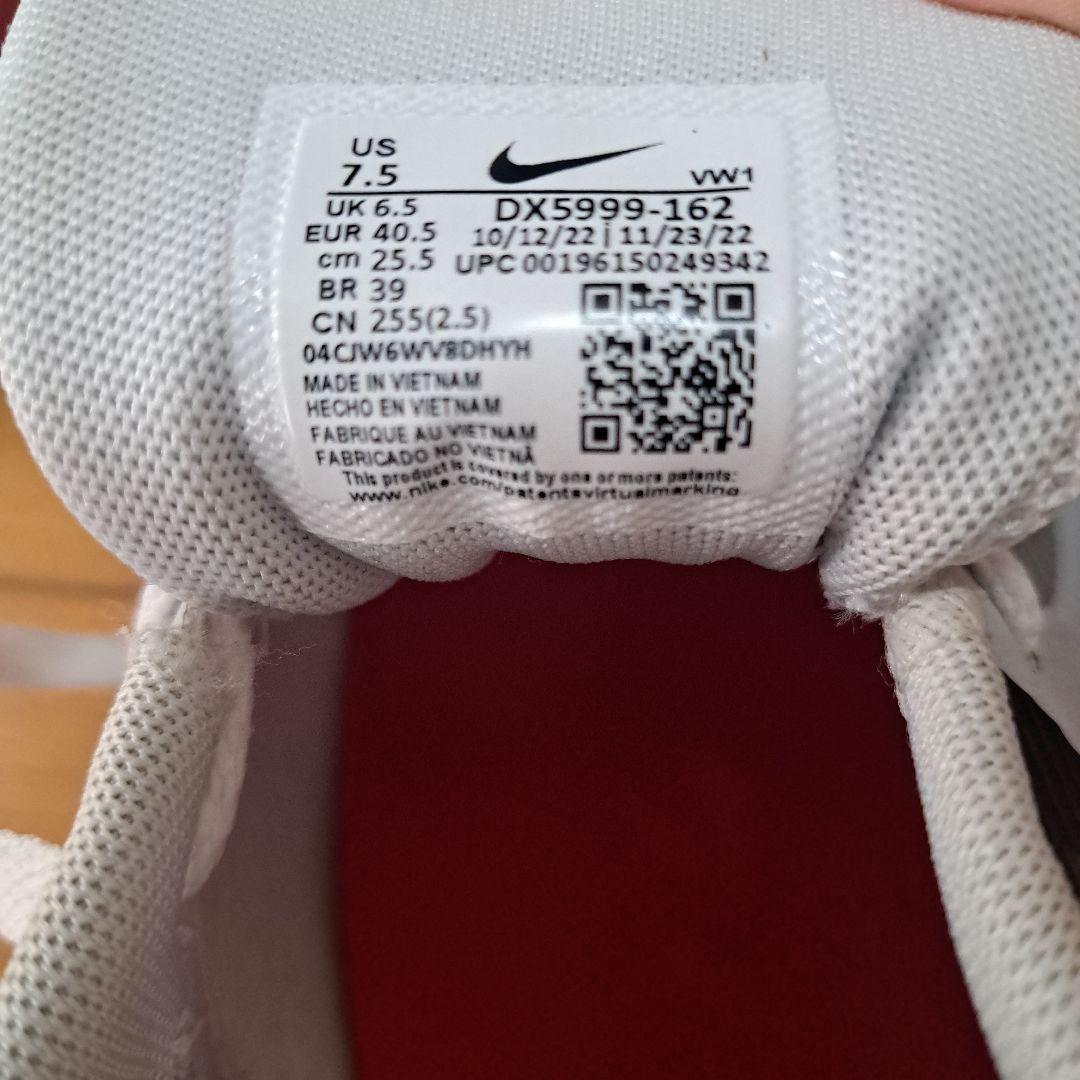 US
7.5
VW1
UK 6.5
EUR 40.5
cm 25.5
BR 39
CN 255(2.5)
DX5999-162
10/12/22 | 11/23/22
UPC 00196150249342
04CJW6WV8DHYH
MADE IN VIETNAM
HECHO EN VIETNAM
FABRIQUE AU VIETNAM
FABRICADO NO VIETNÃ
This product is covered by one or more patents:
www.nike.com/patentsvirtualmarking